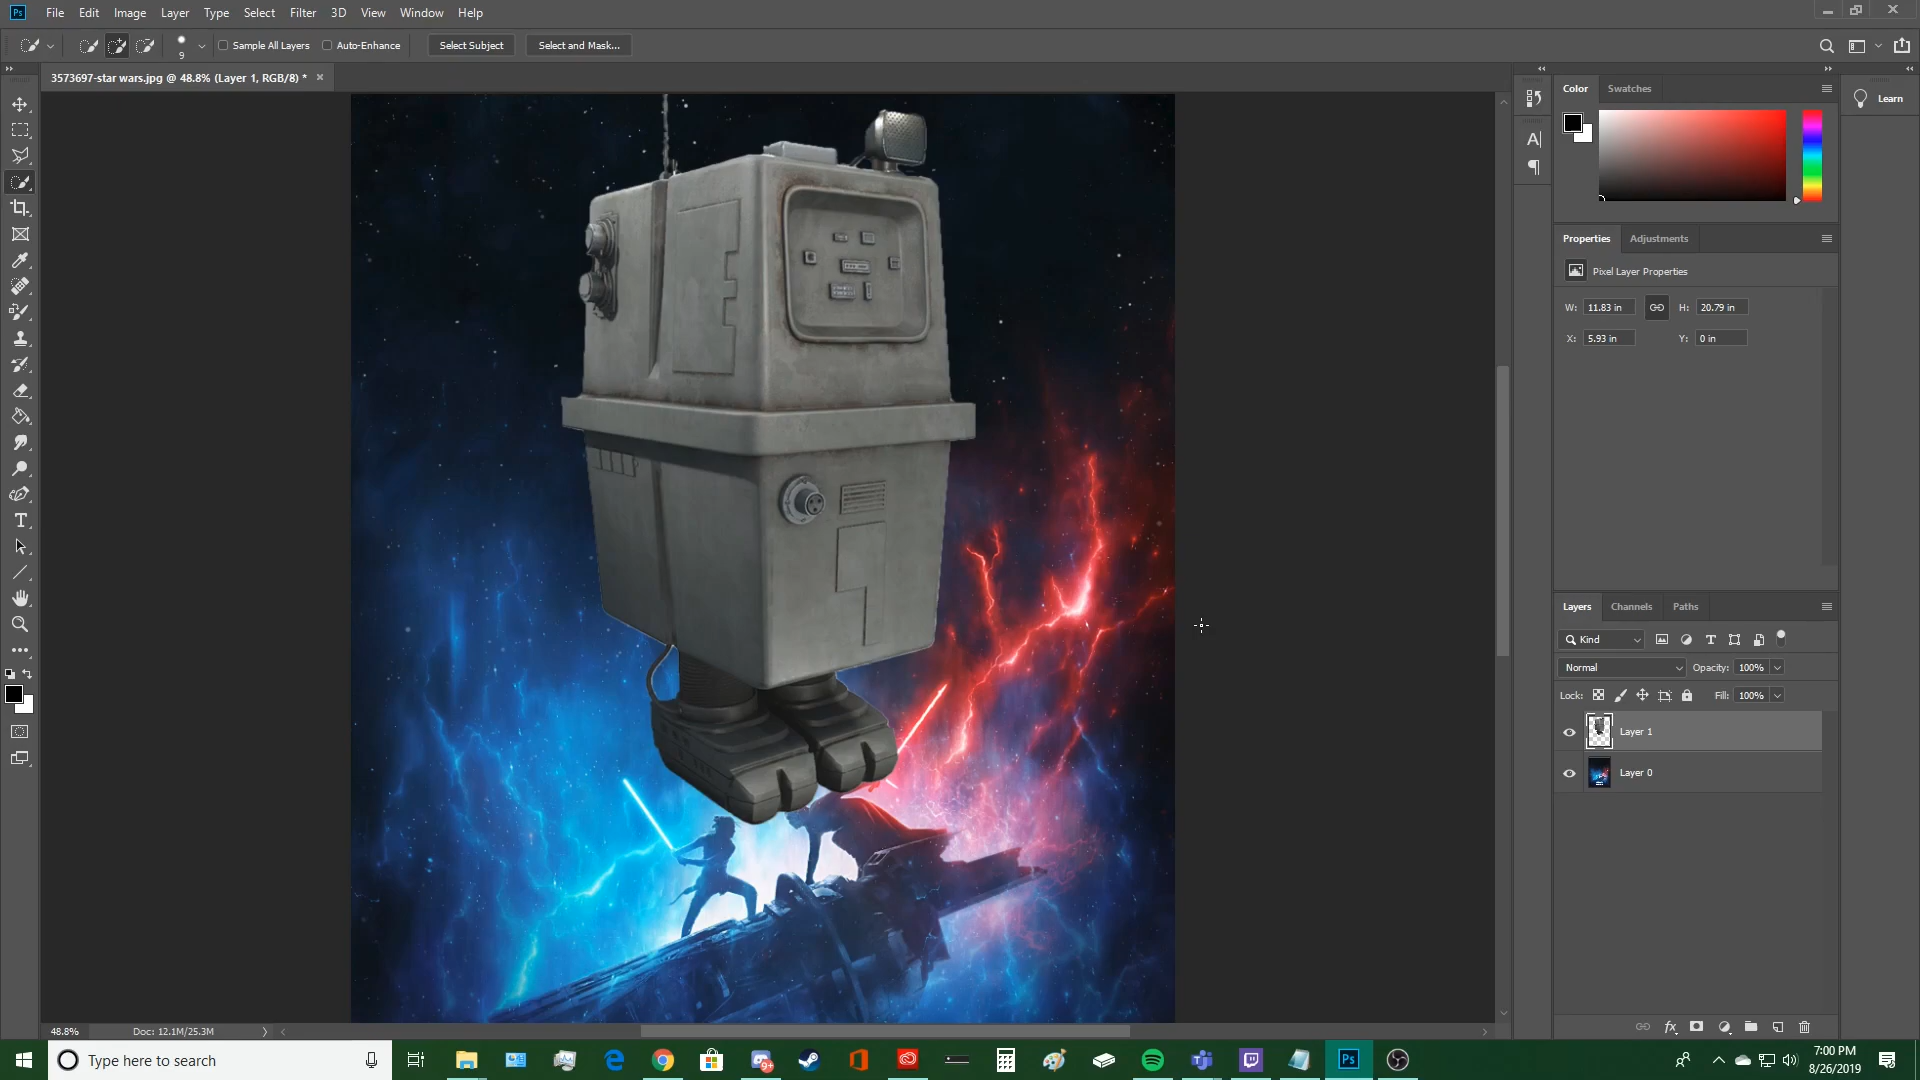 Ps File Edit Image Layer Type Select Filter 3D View Window Help
9 Sample All Layers Auto-Enhance Select Subject Select and Mask...
3573697-star wars.jpg @ 48.8% (Layer 1, RGB/8) * ×
Color Swatches
Learn
Properties Adjustments
Pixel Layer Properties
W: 11.83 in H: 20.79 in
X: 5.93 in Y: 0 in
Layers Channels Paths
Kind
Normal Opacity: 100%
Lock: Fill: 100%
Layer 1
Layer 0
48.8% Doc: 12.1M/25.3M
Type here to search
9+
Ps
7:00 PM
8/26/2019